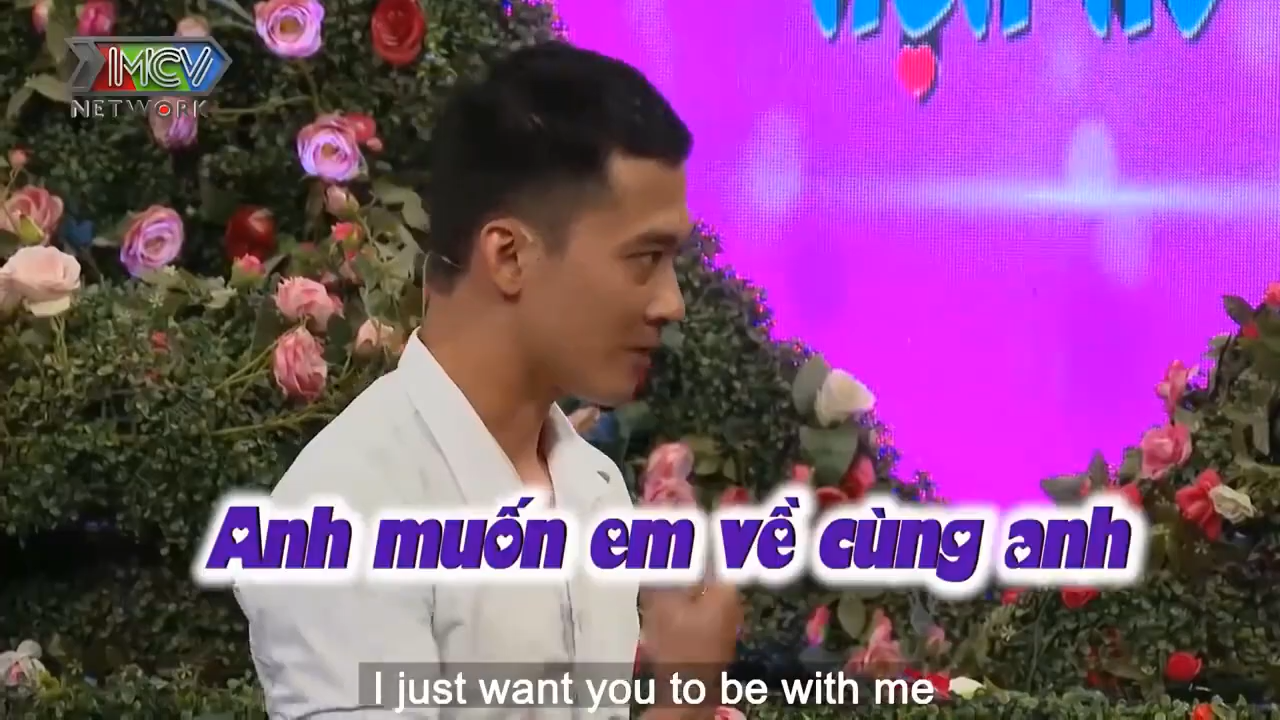 MCV
NETWORK
Anh muốn em về cùng anh
I just want you to be with me